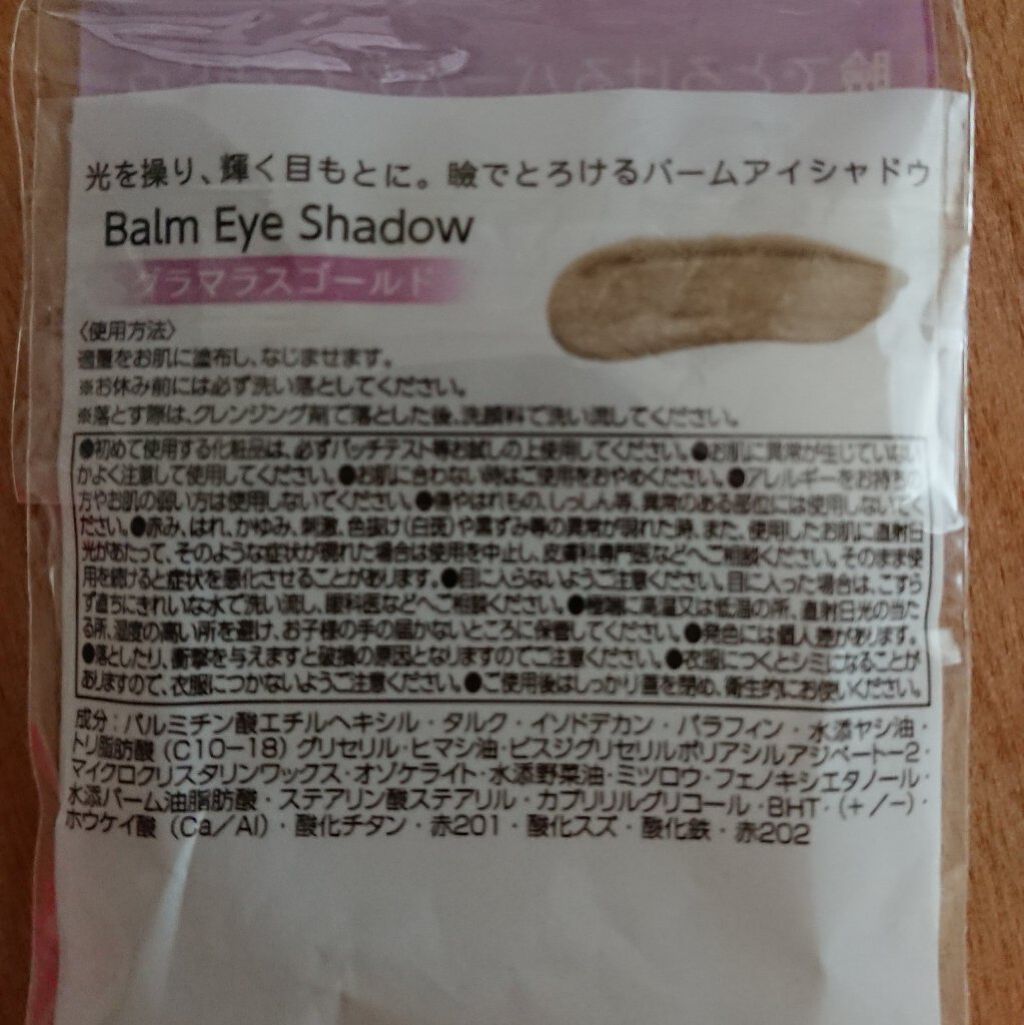 光を操り、輝く目もとに。瞼でとろけるバームアイシャドウ
Balm Eye Shadow
グラマラスゴールド
〈使用方法〉
適量をお肌に塗布し、なじませます。
※お休み前には必ず洗い落としてください。
※落とす際は、クレンジング剤で落とした後、洗顔料で洗い流してください。
●初めて使用する化粧品は、必ずパッチテスト等お試しの上使用してください。●お肌に異常が生じていない
かよく注意して使用してください。●お肌に合わない時はご使用をおやめください。●アレルギーをお持ちの
方やお肌の弱い方は使用しないでください。●傷やはれもの、しっしん等、異常のある部位には使用しないでく
ださい。●赤み、はれ、かゆみ、刺激、色抜け(白斑)や黒ずみ等の異常が現れた時、また、使用したお肌に直射日
光があたって、そのような症状が現れた場合は使用を中止し、皮膚科専門医などへご相談ください。そのまま使
用を続けると症状を悪化させることがあります。●目に入らないようご注意ください。目に入った場合は、こすら
ず直ちにきれいな水で洗い流し、眼科医などへご相談ください。●極端に高温又は低温の所、直射日光の当た
る所、湿度の高い所を避け、お子様の手の届かないところに保管してください。●発色には個人差があります。
●落としたり、衝撃を与えますと破損の原因となりますのでご注意ください。●衣服につくとシミになることが
ありますので、衣服につかないようご注意ください。●ご使用後はしっかり蓋を閉め、衛生的にお使いください。
成分：パルミチン酸エチルヘキシル・タルク・イソドデカン・パラフィン・水添ヤシ油・
トリ脂肪酸(C10-18)グリセリル・ヒマシ油・ビスジグリセリルポリアシルアジペート-2・
マイクロクリスタリンワックス・オゾケライト・水添野菜油・ミツロウ・フェノキシエタノール・
水添パーム油脂肪酸・ステアリン酸ステアリル・カプリリルグリコール・BHT・(+/-)・
ホウケイ酸(Ca/Al)・酸化チタン・赤201・酸化スズ・酸化鉄・赤202